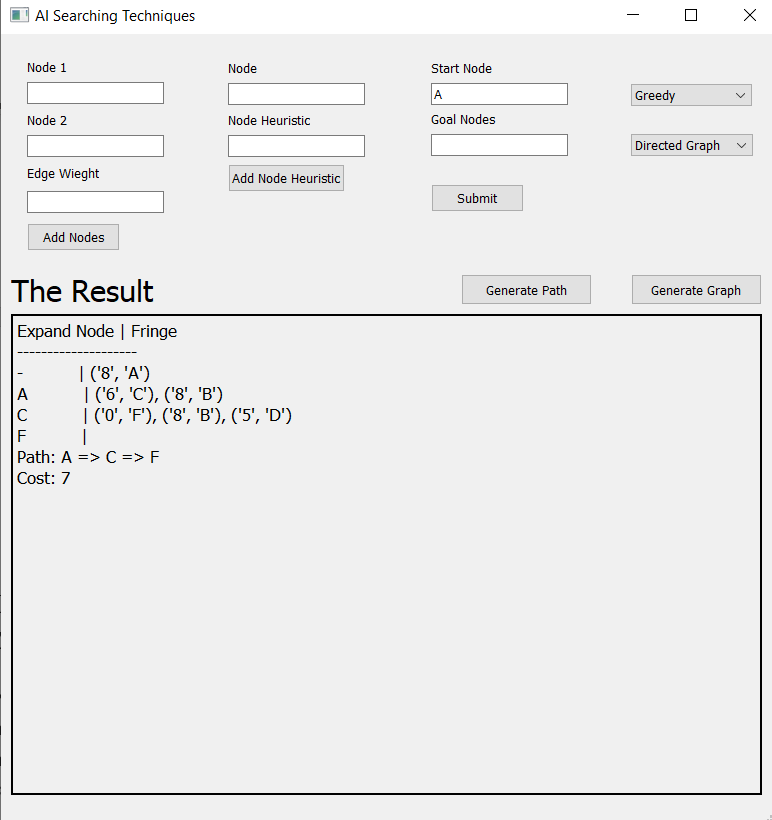 AI Searching Techniques
Node 1
Node
Start Node
A
Greedy
Node 2
Node Heuristic
Goal Nodes
Directed Graph
Edge Wieght
Add Node Heuristic
Submit
Add Nodes
The Result
Generate Path
Generate Graph
Expand Node | Fringe
--------------------
- | ('8', 'A')
A | ('6', 'C'), ('8', 'B')
C | ('0', 'F'), ('8', 'B'), ('5', 'D')
F |
Path: A => C => F
Cost: 7